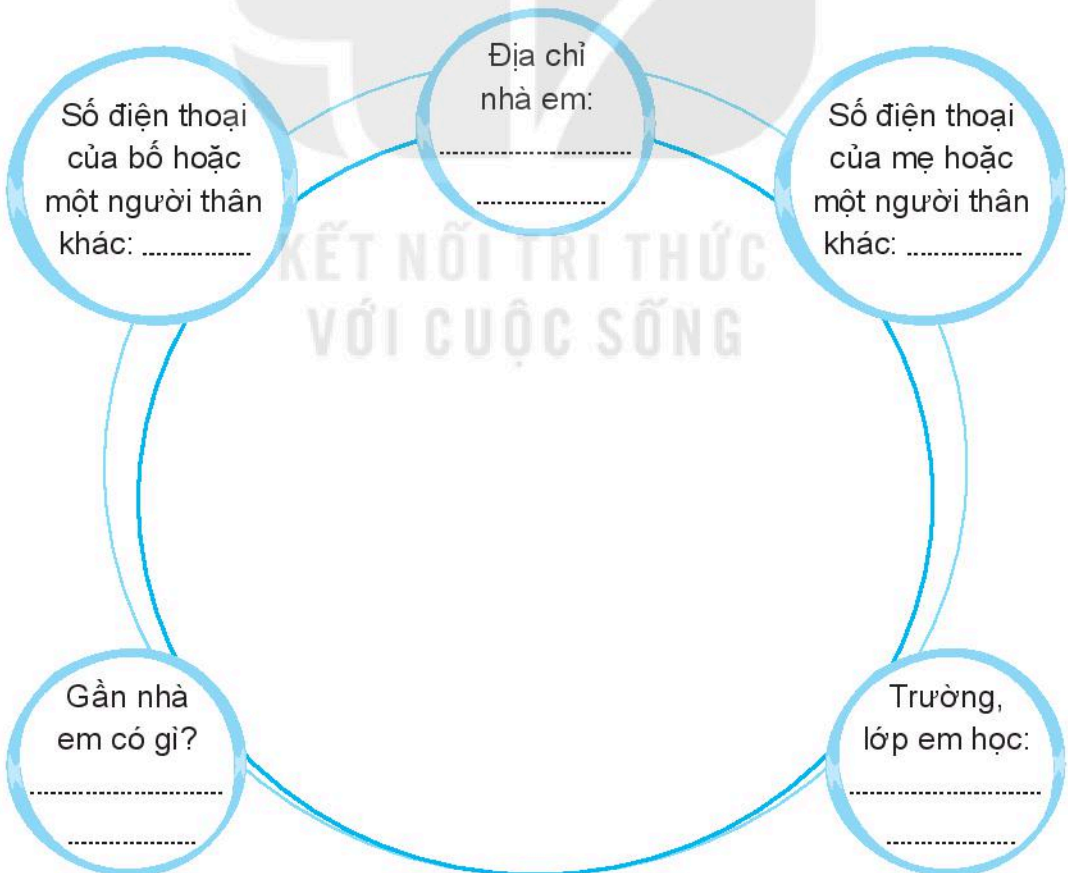 Địa chỉ
nhà em:
................................
......................
Số điện thoại
của bố hoặc
một người thân
khác: ..................
Số điện thoại
của mẹ hoặc
một người thân
khác: ...................
KẾT NỐI TRI THỨC
VỚI CUỘC SỐNG
Gần nhà
em có gì?
................................
.....................
Trường,
lớp em học:
................................
.....................